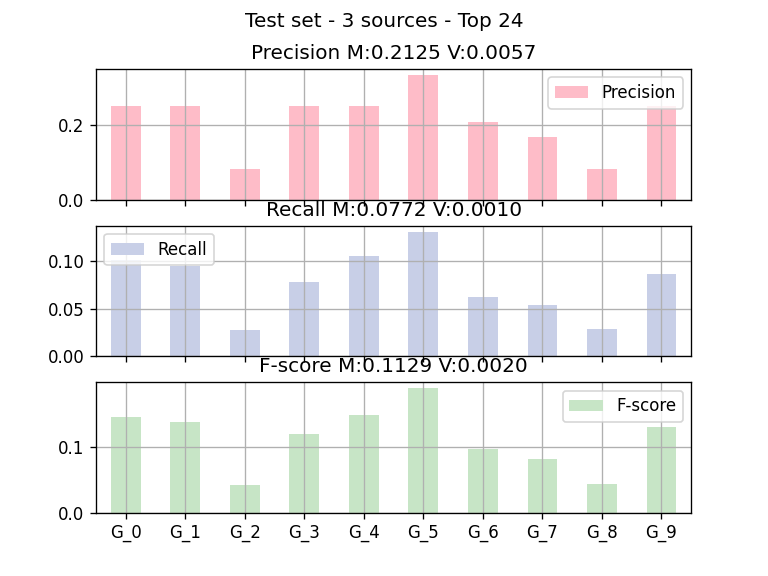 Test set - 3 sources - Top 24
Precision M:0.2125 V:0.0057
Precision
0.2
0.0
Recall M:0.0772 V:0.0010
Recall
0.10
0.05
0.00
F-score M:0.1129 V:0.0020
F-score
0.1
0.0
G_0 G_1 G_2 G_3 G_4 G_5 G_6 G_7 G_8 G_9